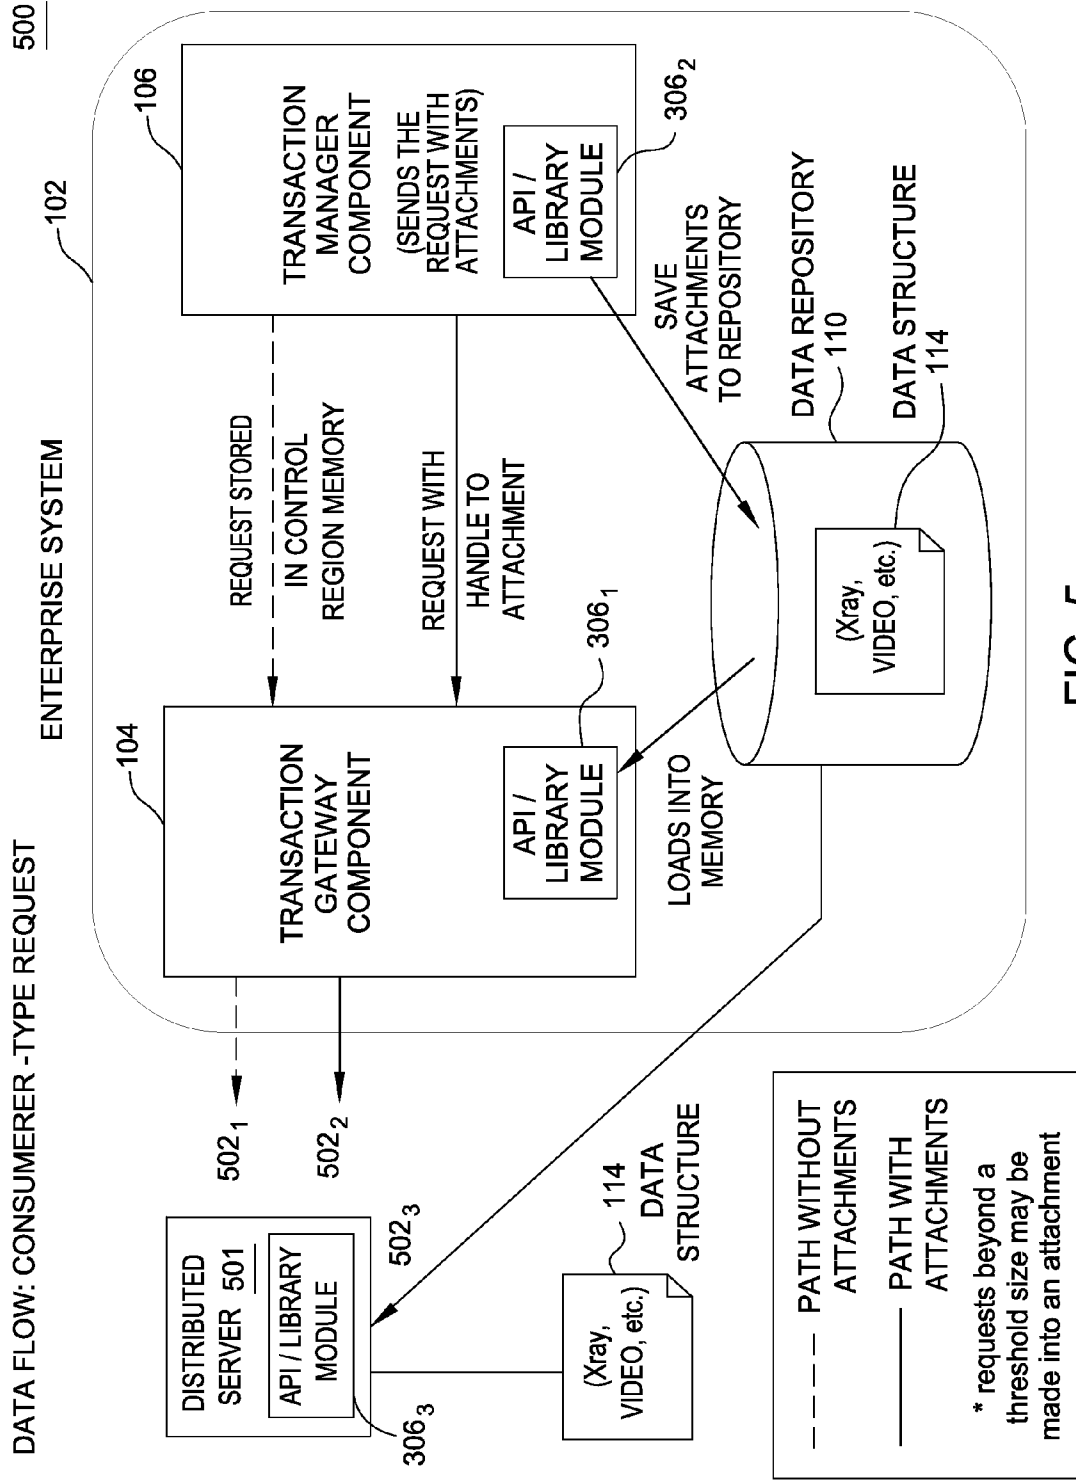 DATA FLOW: CONSUMERER -TYPE REQUEST
500
ENTERPRISE SYSTEM
102
104
TRANSACTION
GATEWAY
COMPONENT
API /
LIBRARY
MODULE
306₁
REQUEST STORED
IN CONTROL
REGION MEMORY
REQUEST WITH
HANDLE TO
ATTACHMENT
106
TRANSACTION
MANAGER
COMPONENT
(SENDS THE
REQUEST WITH
ATTACHMENTS)
API /
LIBRARY
MODULE
306₂
502₁
502₂
DISTRIBUTED
SERVER 501
API / LIBRARY
MODULE
306₃
502₃
LOADS INTO
MEMORY
SAVE
ATTACHMENTS
TO REPOSITORY
DATA REPOSITORY
110
DATA STRUCTURE
114
(Xray,
VIDEO, etc.)
114
DATA
STRUCTURE
(Xray,
VIDEO, etc.)
PATH WITHOUT
ATTACHMENTS
PATH WITH
ATTACHMENTS
* requests beyond a
threshold size may be
made into an attachment
FIG. 5